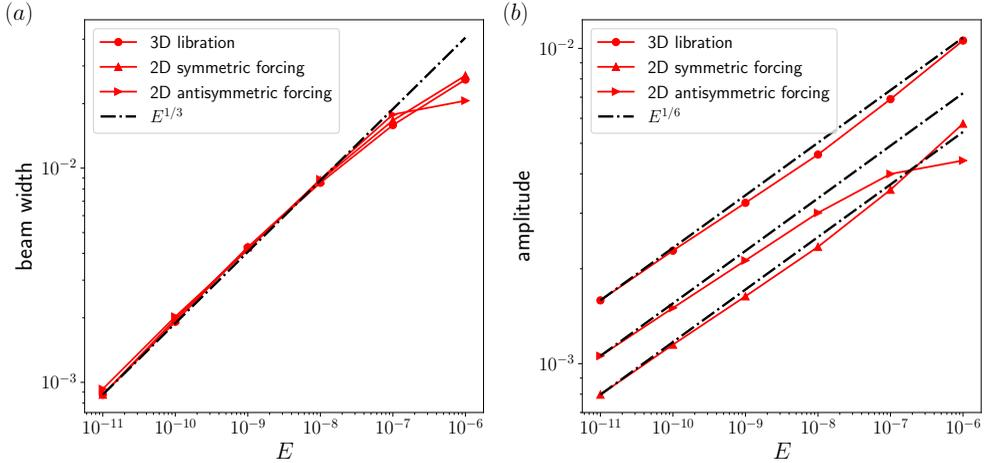 (a)
3D libration
2D symmetric forcing
2D antisymmetric forcing
E^{1/3}
beam width
10^{-2}
10^{-3}
10^{-11} 10^{-10} 10^{-9} 10^{-8} 10^{-7} 10^{-6}
E
(b)
3D libration
2D symmetric forcing
2D antisymmetric forcing
E^{1/6}
amplitude
10^{-2}
10^{-3}
10^{-11} 10^{-10} 10^{-9} 10^{-8} 10^{-7} 10^{-6}
E